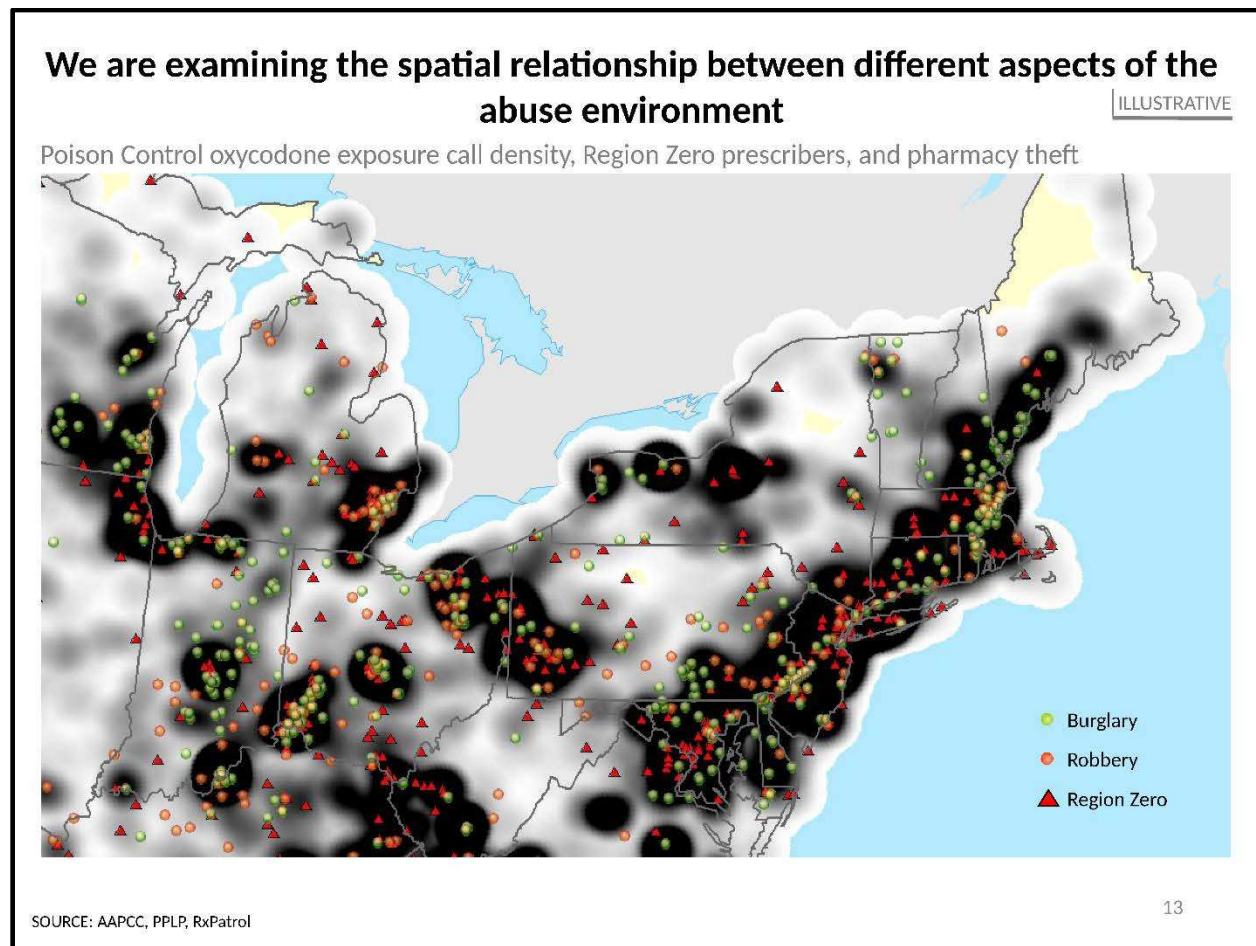 We are examining the spatial relationship between different aspects of the
abuse environment
ILLUSTRATIVE
Poison Control oxycodone exposure call density, Region Zero prescribers, and pharmacy theft
Burglary
Robbery
Region Zero
13
SOURCE: AAPCC, PPLP, RxPatrol